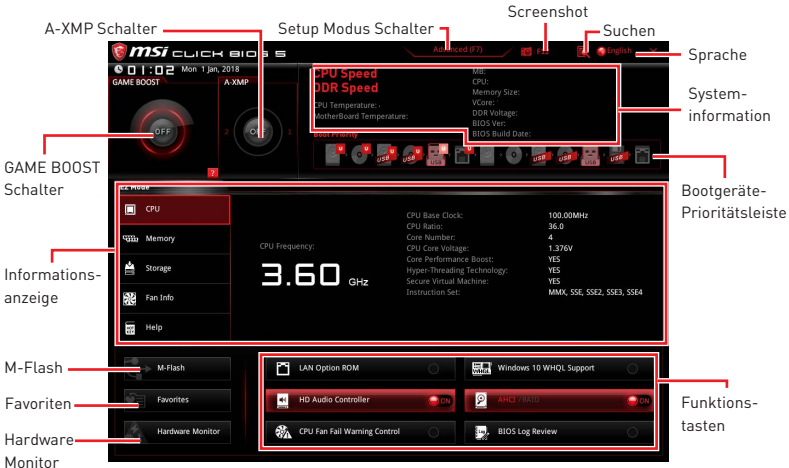 Screenshot
A-XMP Schalter
Setup Modus Schalter
Suchen
msi CLICK BIOS 5
Advanced (F7)
F12
English
X
Sprache
01:02 Mon 1 Jan, 2018
GAME BOOST
A-XMP
CPU Speed
DDR Speed
CPU Temperature: -
MotherBoard Temperature:
MB:
CPU:
Memory Size:
VCore:
DDR Voltage:
BIOS Ver:
BIOS Build Date:
System-
information
OFF
2 OFF 1
Boot Priority
U U U U U U
USB USB USB USB USB USB
GAME BOOST
Schalter
?
Bootgeräte-
Prioritätsleiste
EZ Mode
CPU
Memory
Storage
Fan Info
Help
CPU Frequency:
3.60 GHz
CPU Base Clock: 100.00MHz
CPU Ratio: 36.0
Core Number: 4
CPU Core Voltage: 1.376V
Core Performance Boost: YES
Hyper-Threading Technology: YES
Secure Virtual Machine: YES
Instruction Set: MMX, SSE, SSE2, SSE3, SSE4
Informations-
anzeige
M-Flash
M-Flash
LAN Option ROM
Windows 10 WHQL Support
Favoriten
Favorites
HD Audio Controller ON
AHCI /RAID ON
Funktions-
tasten
Hardware
Monitor
Hardware Monitor
CPU Fan Fail Warning Control
BIOS Log Review